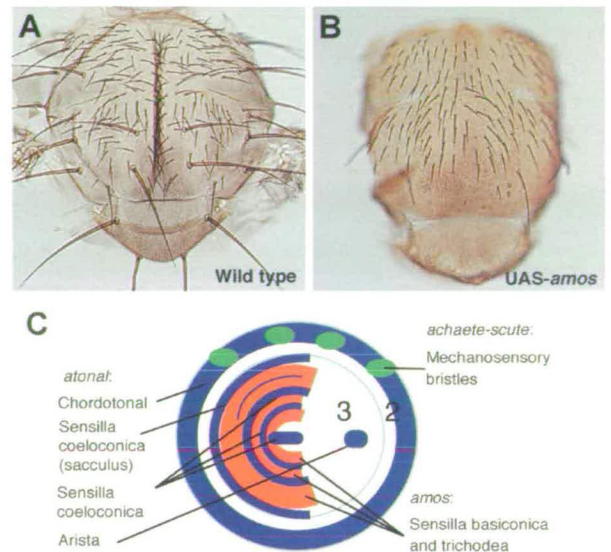 A
Wild type
B
UAS-amos
C
atonal:
Chordotonal
Sensilla
coeloconica
(sacculus)
Sensilla
coeloconica
Arista
3
2
achaete-scute:
Mechanosensory
bristles
amos:
Sensilla basiconica
and trichodea